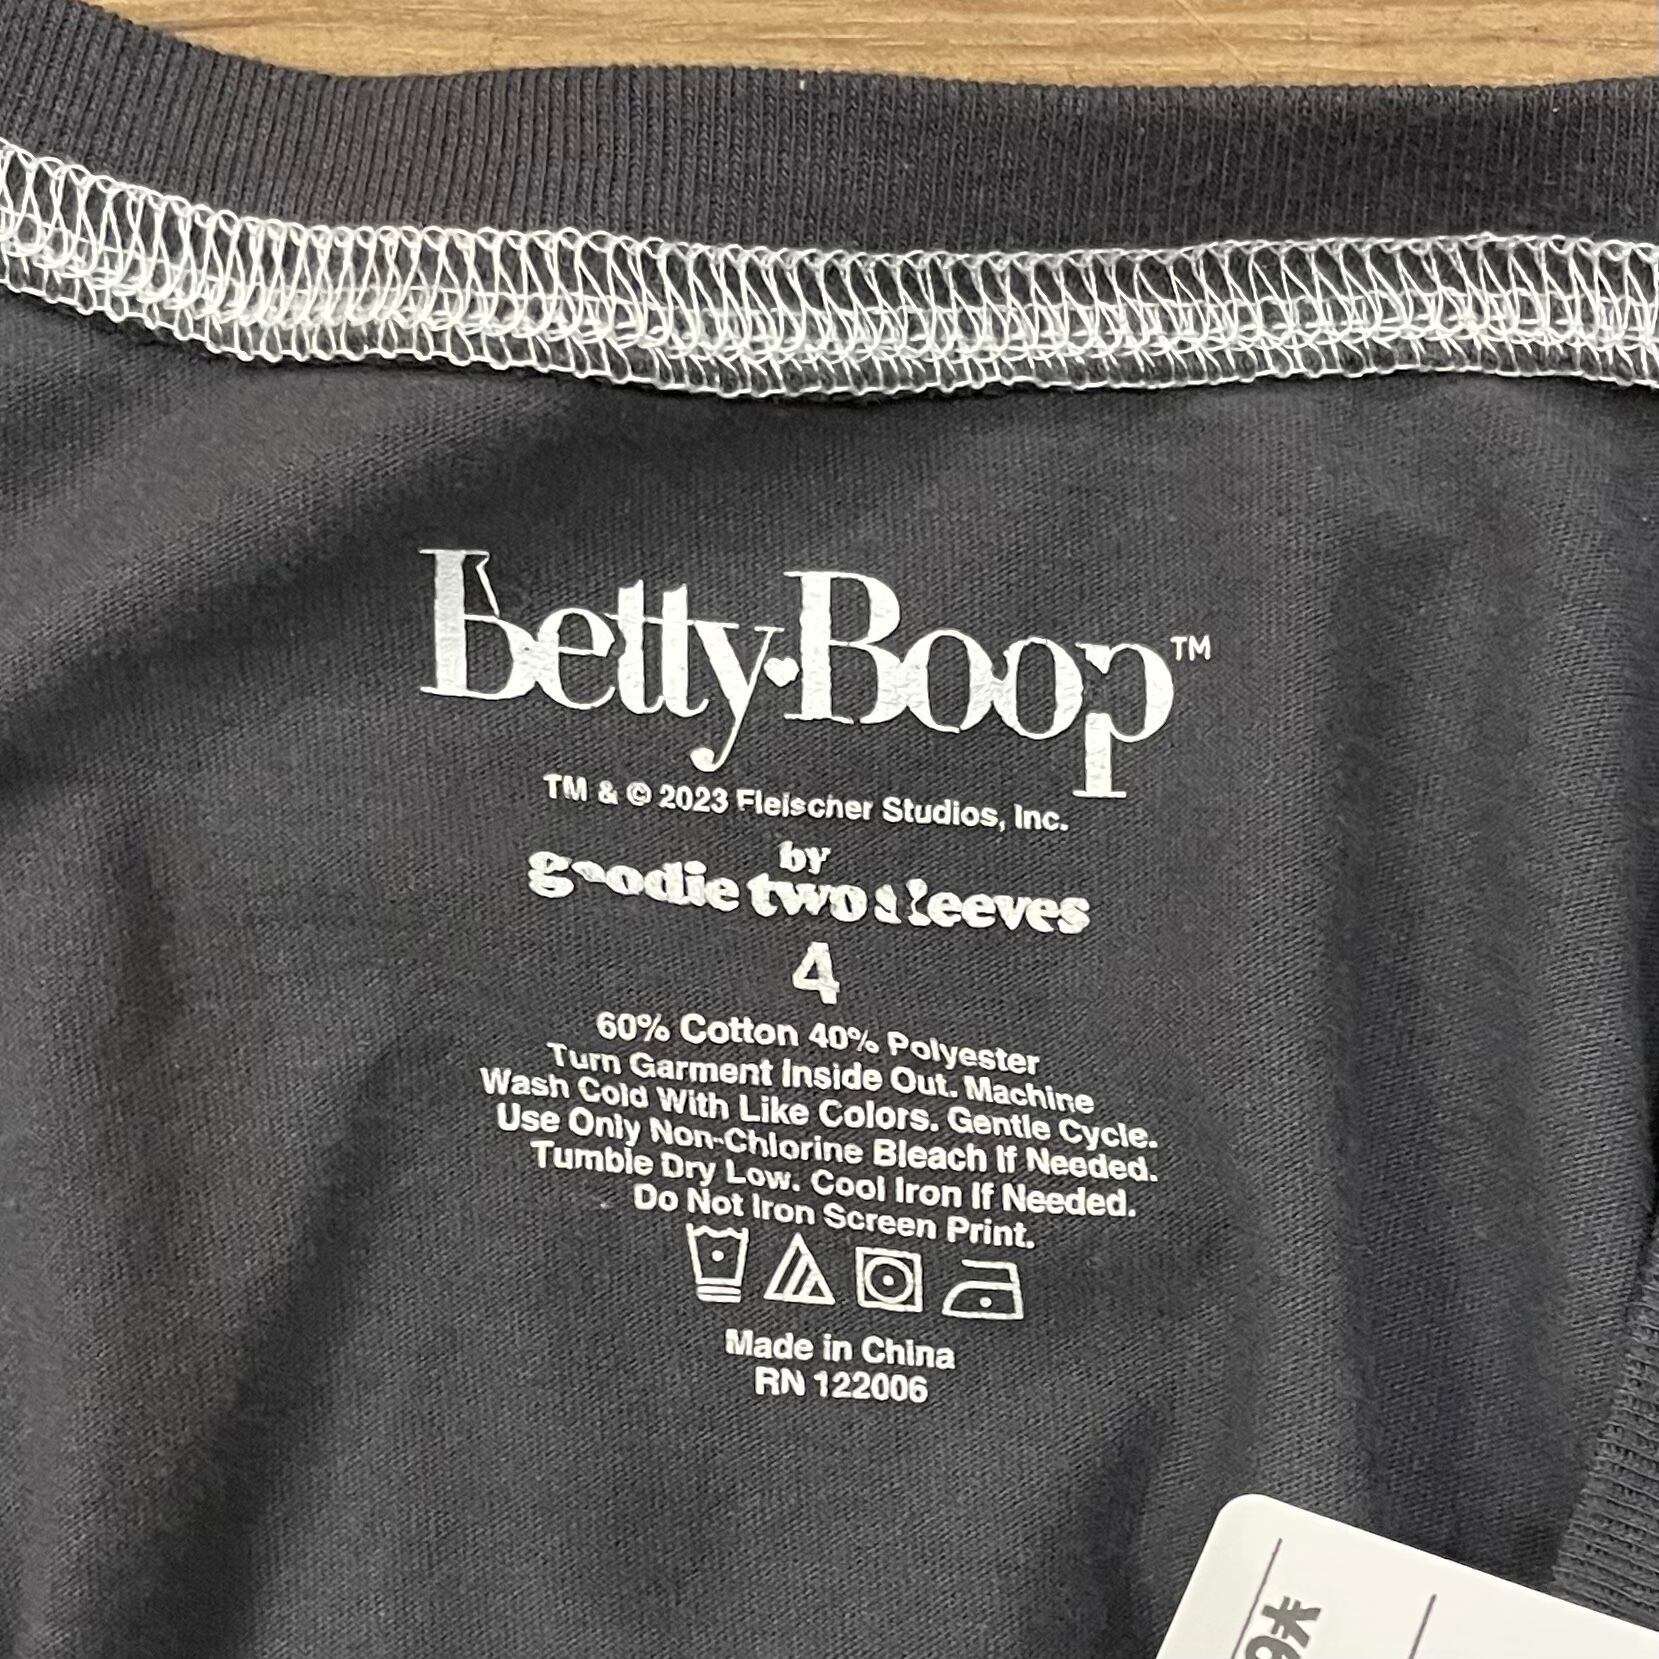 Betty Boop™
TM & © 2023 Fleischer Studios, Inc.
by
goodie two sleeves
4
60% Cotton 40% Polyester
Turn Garment Inside Out. Machine
Wash Cold With Like Colors. Gentle Cycle.
Use Only Non-Chlorine Bleach If Needed.
Tumble Dry Low. Cool Iron If Needed.
Do Not Iron Screen Print.
Made in China
RN 122006